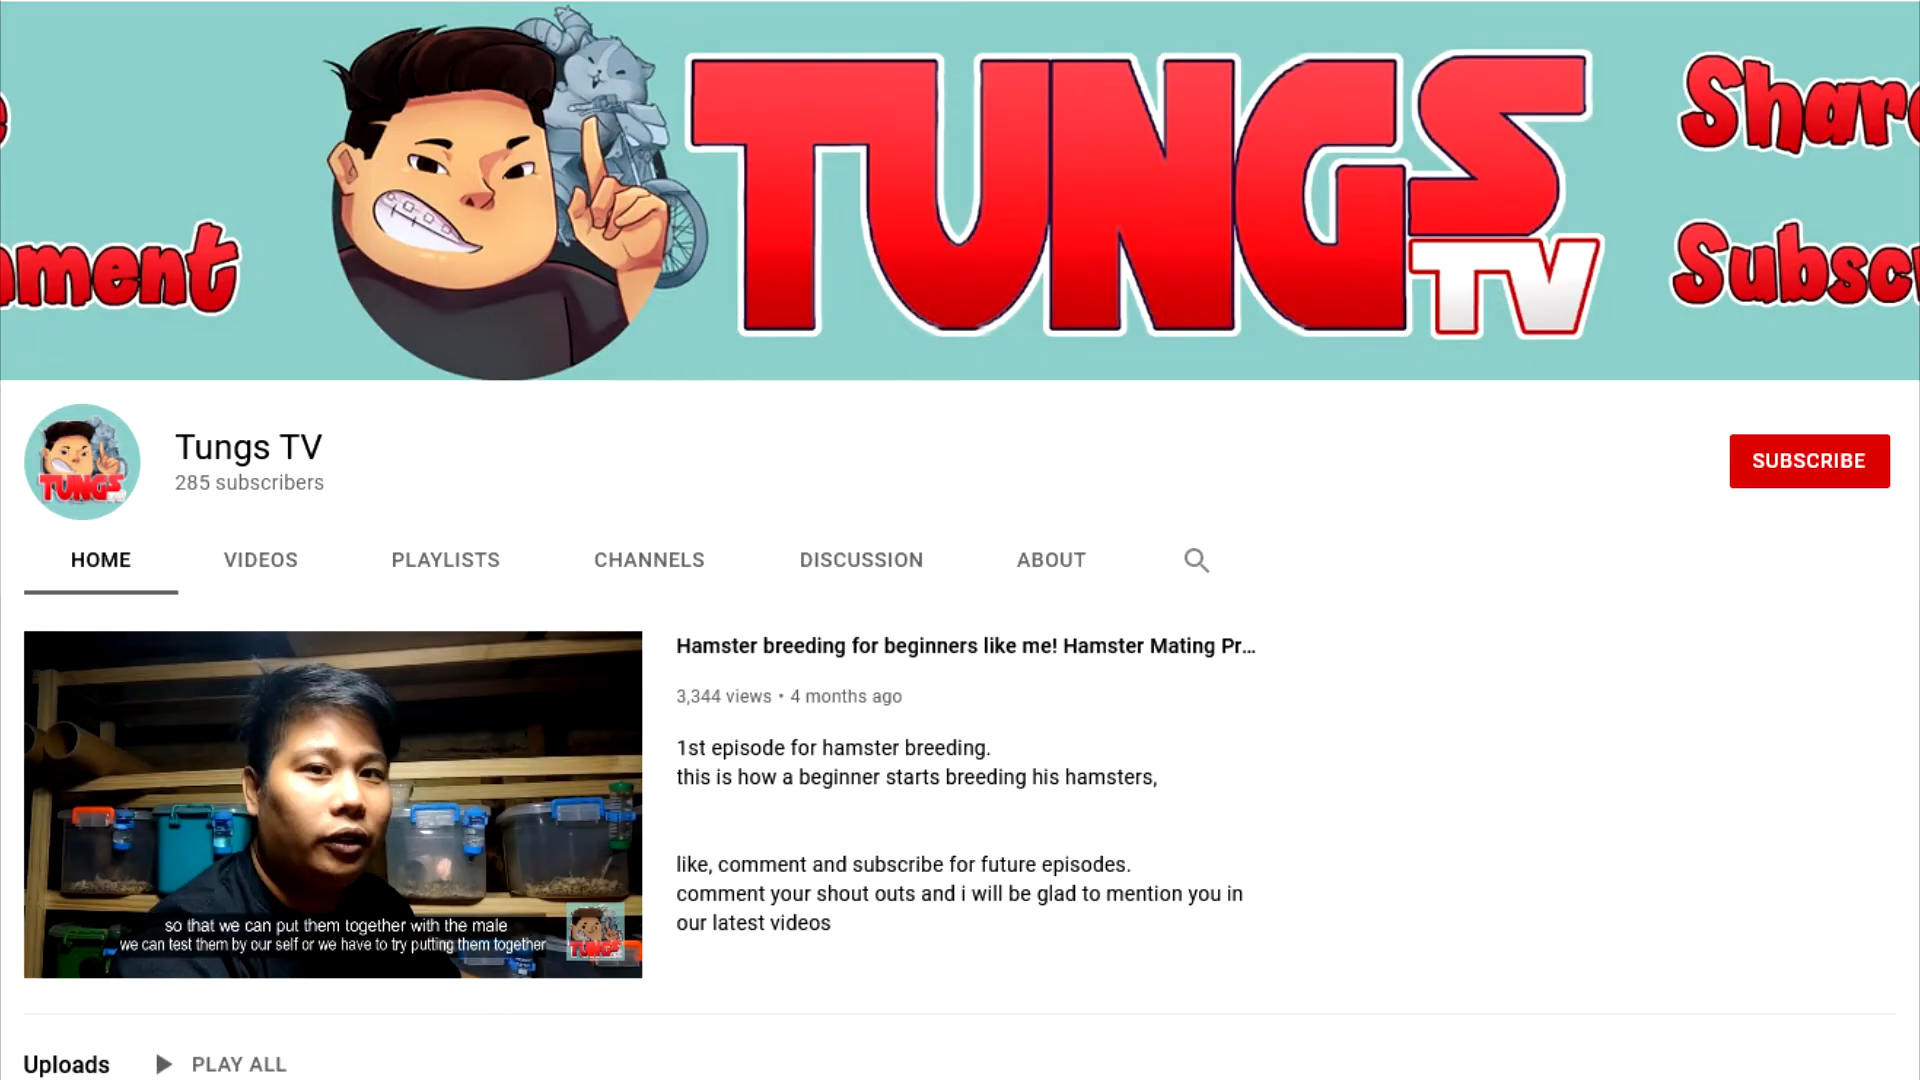 TUNGS
TV
Share
ment
Subsc
TUNGS
Tungs TV
285 subscribers
SUBSCRIBE
HOME
VIDEOS
PLAYLISTS
CHANNELS
DISCUSSION
ABOUT
Hamster breeding for beginners like me! Hamster Mating Pr...
3,344 views • 4 months ago
1st episode for hamster breeding.
this is how a beginner starts breeding his hamsters,
like, comment and subscribe for future episodes.
comment your shout outs and i will be glad to mention you in
our latest videos
so that we can put them together with the male
we can test them by our self or we have to try putting them together
TUNGS
Uploads
PLAY ALL